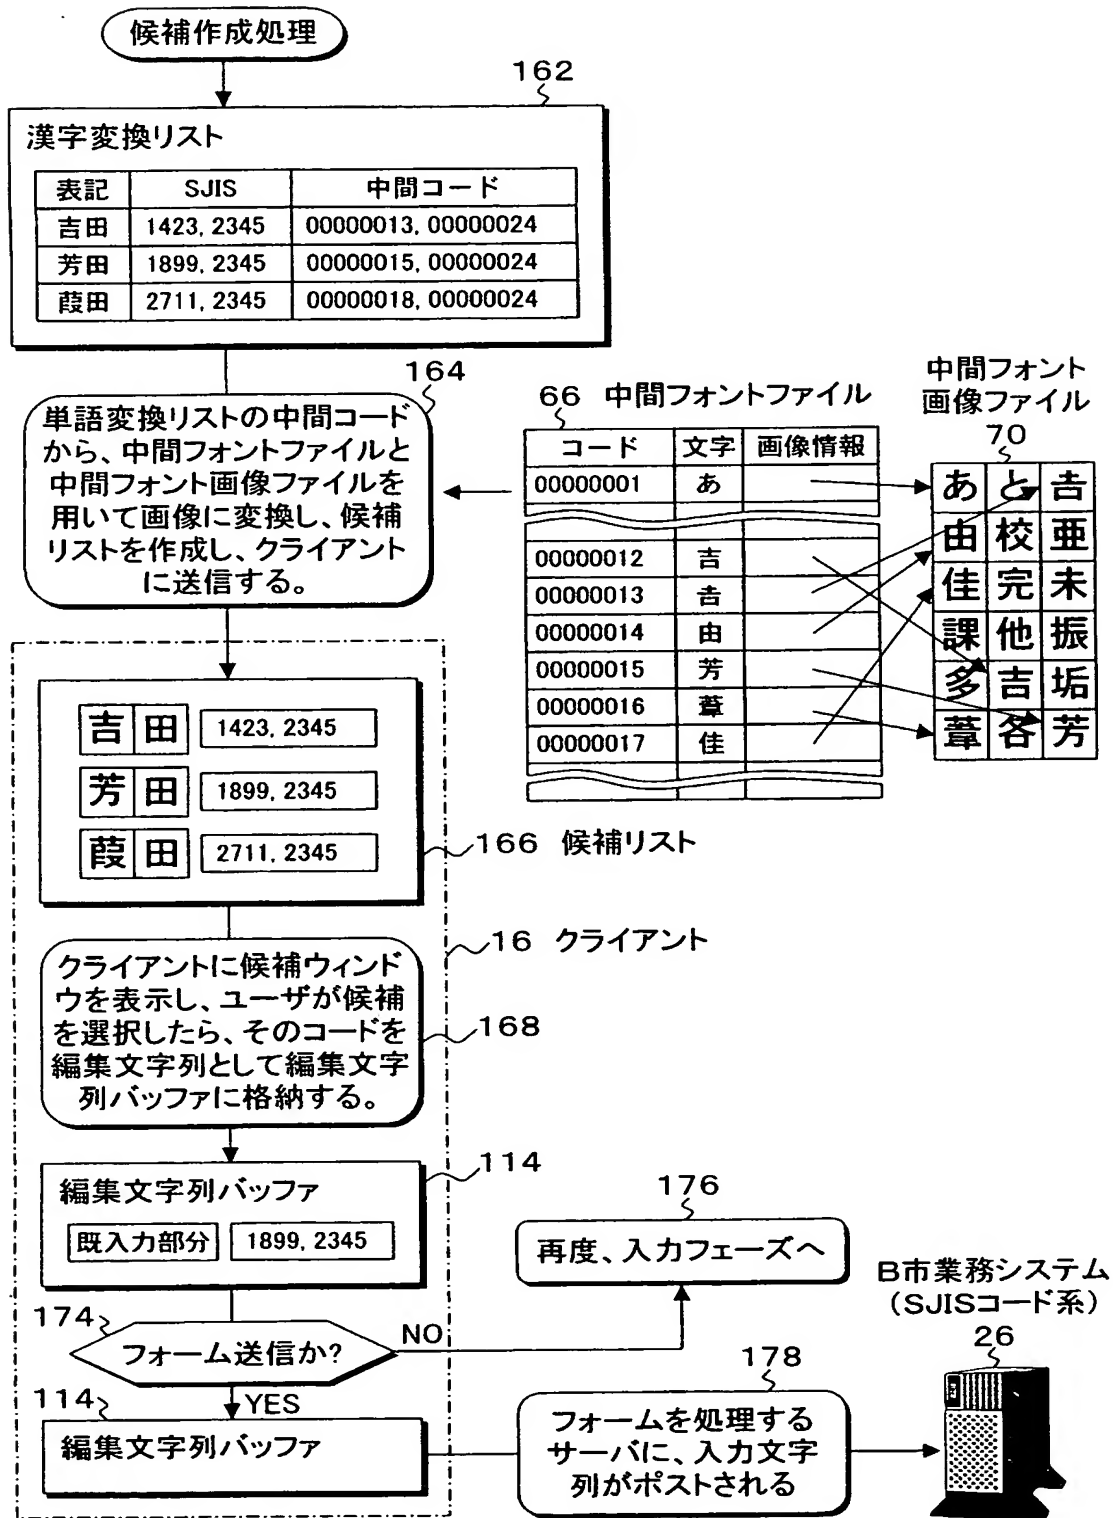 候補作成処理
162
漢字変換リスト
表記 SJIS 中間コード
吉田 1423, 2345 00000013, 00000024
芳田 1899, 2345 00000015, 00000024
葭田 2711, 2345 00000018, 00000024
164
単語変換リストの中間コード
から、中間フォントファイルと
中間フォント画像ファイルを
用いて画像に変換し、候補
リストを作成し、クライアント
に送信する。
66 中間フォントファイル
コード 文字 画像情報
00000001 あ
00000012 吉
00000013 𠮷
00000014 由
00000015 芳
00000016 葦
00000017 佳
中間フォント
画像ファイル
70
あ と 𠮷
由 校 亜
佳 完 未
課 他 振
多 吉 垢
葦 各 芳
吉 田 1423, 2345
芳 田 1899, 2345
葭 田 2711, 2345
166 候補リスト
16 クライアント
クライアントに候補ウィンド
ウを表示し、ユーザが候補
を選択したら、そのコードを
編集文字列として編集文字
列バッファに格納する。
168
編集文字列バッファ
既入力部分 1899, 2345
114
174
フォーム送信か?
NO
YES
176
再度、入力フェーズへ
114
編集文字列バッファ
178
フォームを処理する
サーバに、入力文字
列がポストされる
B市業務システム
(SJISコード系)
26